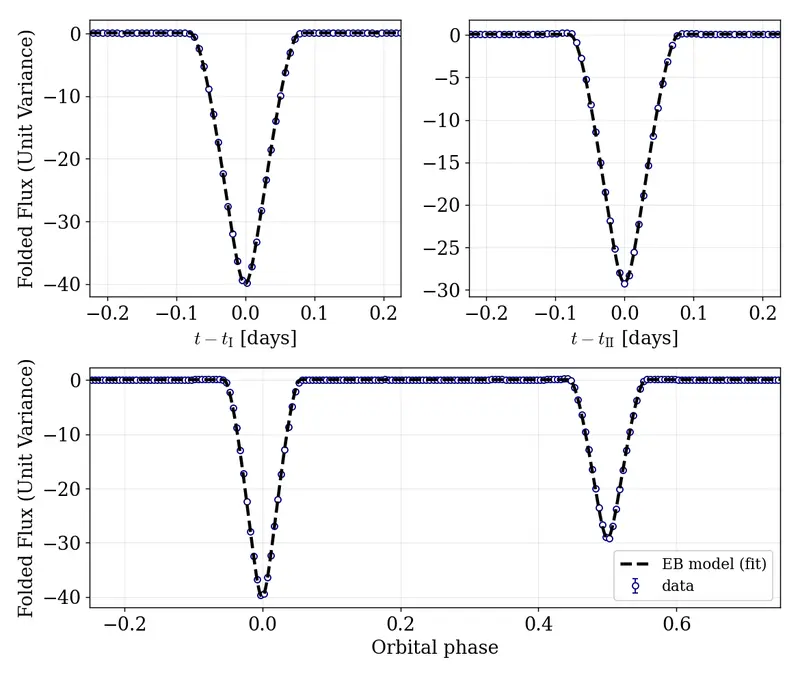 Folded Flux (Unit Variance)
0
−10
−20
−30
−40
−0.2 −0.1 0.0 0.1 0.2
t − t_I [days]
0
−5
−10
−15
−20
−25
−30
−0.2 −0.1 0.0 0.1 0.2
t − t_II [days]
Folded Flux (Unit Variance)
0
−10
−20
−30
−40
−0.2 0.0 0.2 0.4 0.6
Orbital phase
EB model (fit)
data